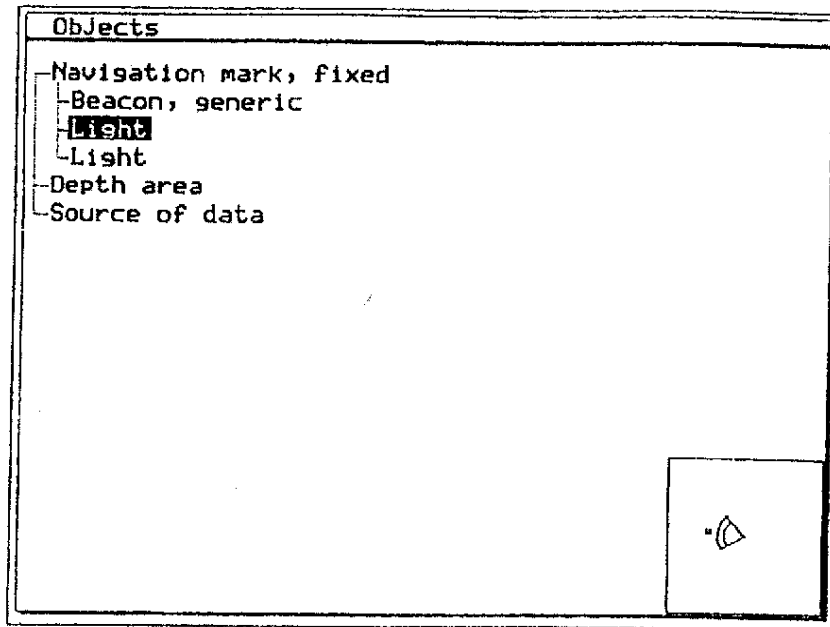 Objects
Navigation mark, fixed
Beacon, generic
Light
Light
Depth area
Source of data